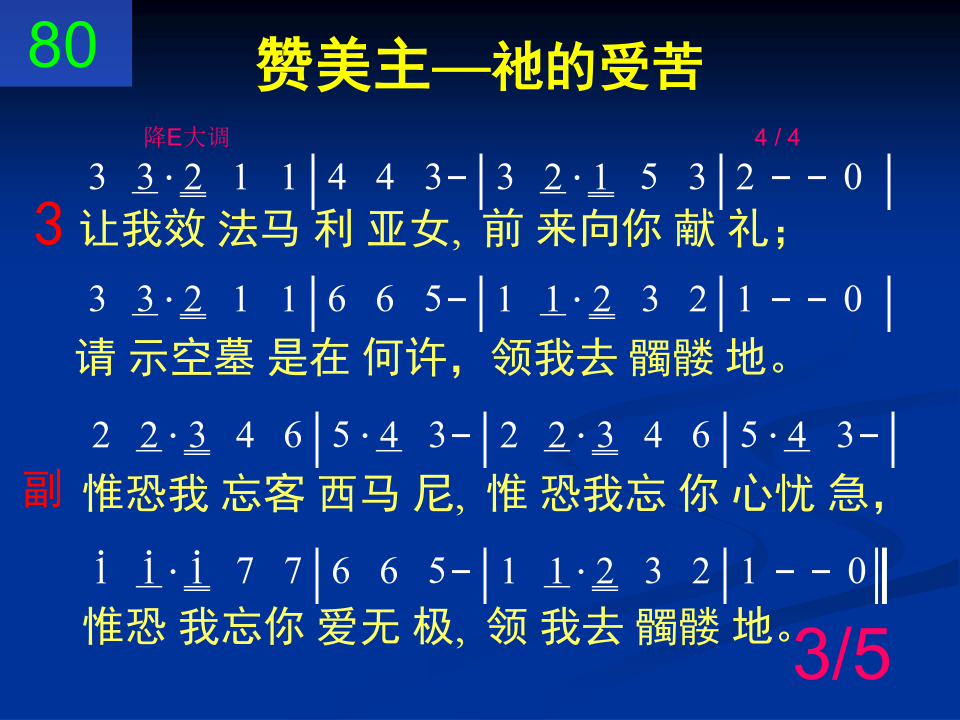 80
赞美主—祂的受苦
降E大调 4 / 4
3 3·2 1 1|4 4 3-|3 2·1 5 3|2 - - 0|
3 让我效 法马 利 亚女, 前 来向你 献 礼;
3 3·2 1 1|6 6 5-|1 1·2 3 2|1 - - 0|
请 示空墓 是在 何许，领我去 髑髅 地。
2 2·3 4 6|5·4 3-|2 2·3 4 6|5·4 3-|
副 惟恐我 忘客 西马 尼, 惟 恐我忘 你 心忧 急，
i i·i 7 7|6 6 5-|1 1·2 3 2|1 - - 0‖
惟恐 我忘你 爱无 极, 领 我去 髑髅 地。
3/5